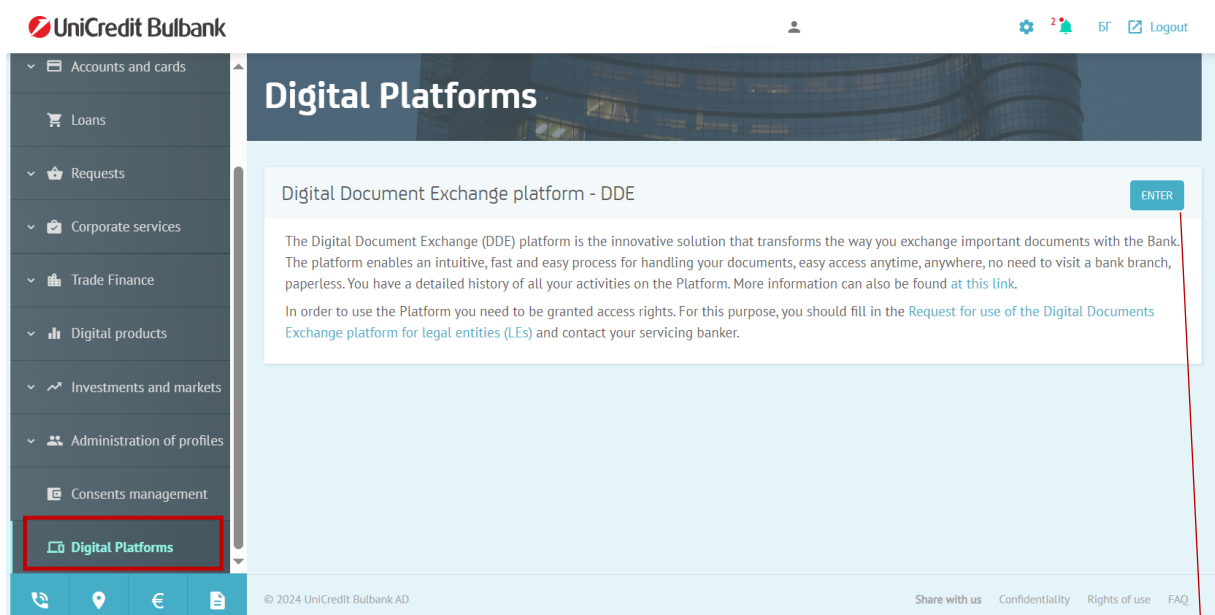 UniCredit Bulbank
2
БГ
Logout
Accounts and cards
Loans
Requests
Corporate services
Trade Finance
Digital products
Investments and markets
Administration of profiles
Consents management
Digital Platforms
€
Digital Platforms
Digital Document Exchange platform - DDE
ENTER
The Digital Document Exchange (DDE) platform is the innovative solution that transforms the way you exchange important documents with the Bank.
The platform enables an intuitive, fast and easy process for handling your documents, easy access anytime, anywhere, no need to visit a bank branch,
paperless. You have a detailed history of all your activities on the Platform. More information can also be found at this link.
In order to use the Platform you need to be granted access rights. For this purpose, you should fill in the Request for use of the Digital Documents
Exchange platform for legal entities (LEs) and contact your servicing banker.
© 2024 UniCredit Bulbank AD
Share with us Confidentiality Rights of use FAQ